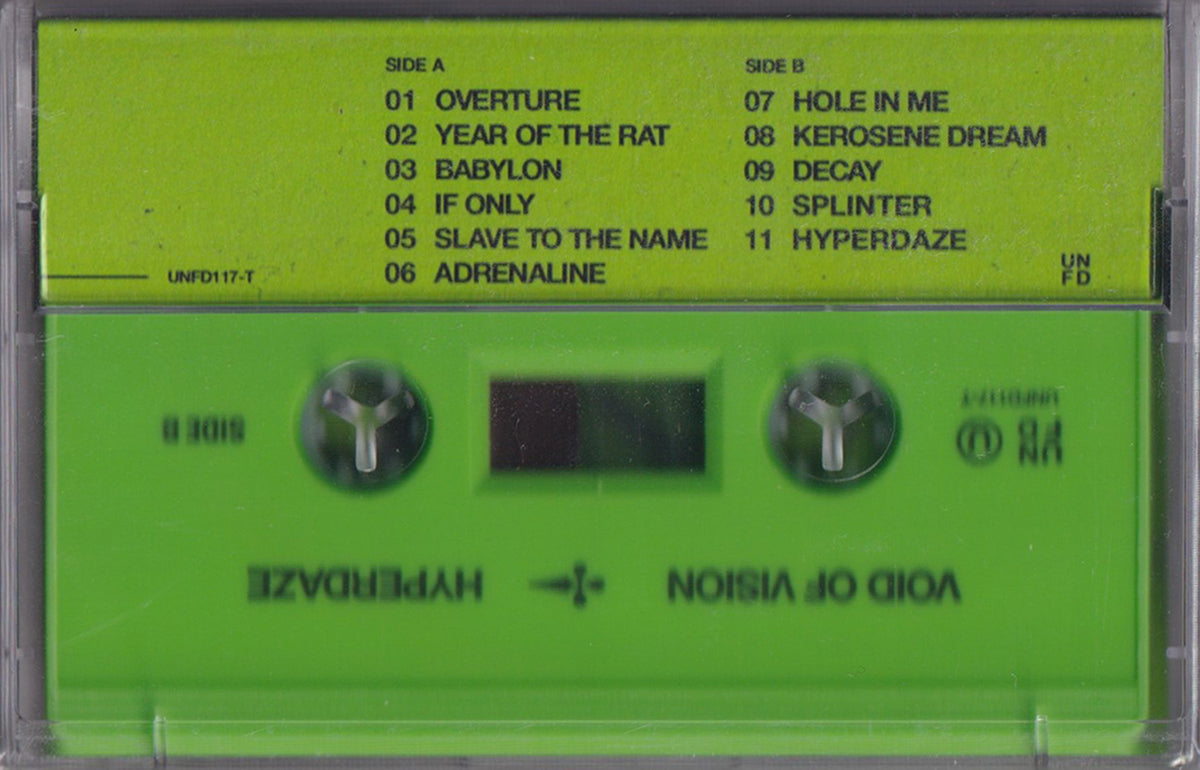 SIDE A
01 OVERTURE
02 YEAR OF THE RAT
03 BABYLON
04 IF ONLY
05 SLAVE TO THE NAME
06 ADRENALINE
SIDE B
07 HOLE IN ME
08 KEROSENE DREAM
09 DECAY
10 SPLINTER
11 HYPERDAZE
UNFD117-T
UN
FD
VOID OF VISION HYPERDAZE
SIDE B
UN
FD
UNFD117-T